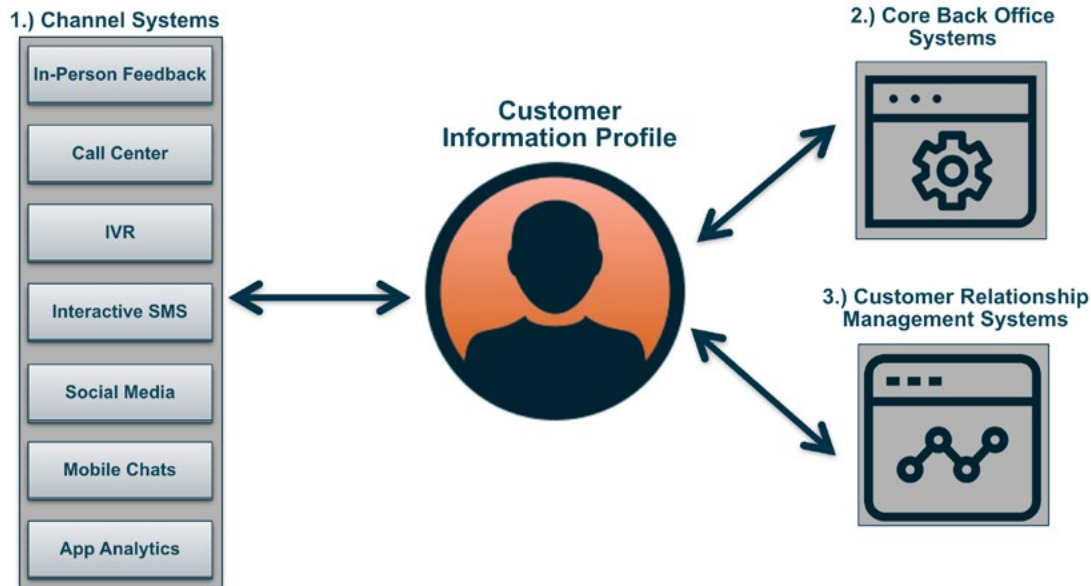 1.) Channel Systems
In-Person Feedback
Call Center
IVR
Interactive SMS
Social Media
Mobile Chats
App Analytics
Customer
Information Profile
2.) Core Back Office
Systems
3.) Customer Relationship
Management Systems